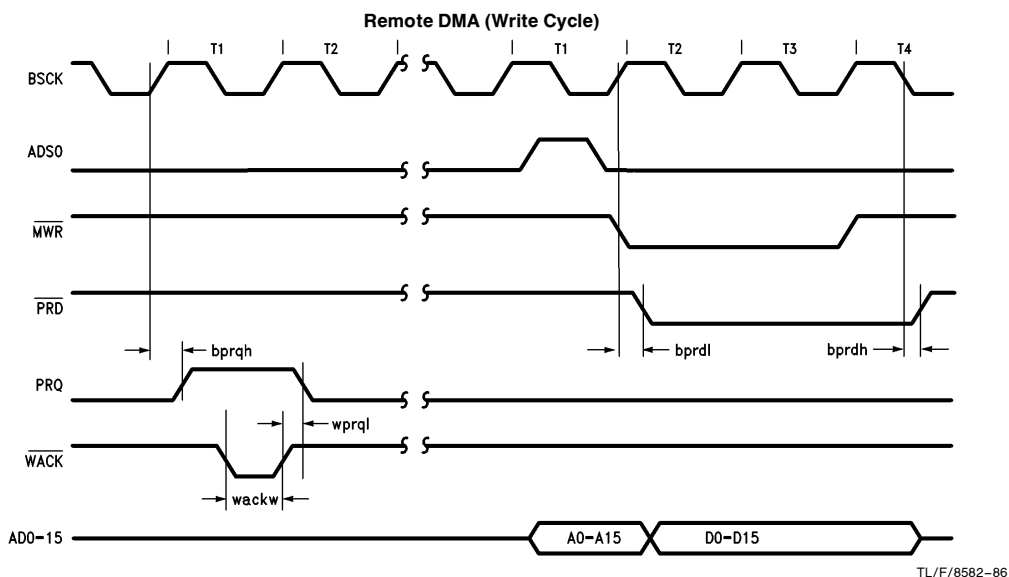 Remote DMA (Write Cycle)
T1 T2 T1 T2 T3 T4
BSCK
ADS0
MWR
PRD
bprqh bprdl bprdh
PRQ
wprql
WACK
wackw
AD0-15 A0-A15 D0-D15
TL/F/8582-86